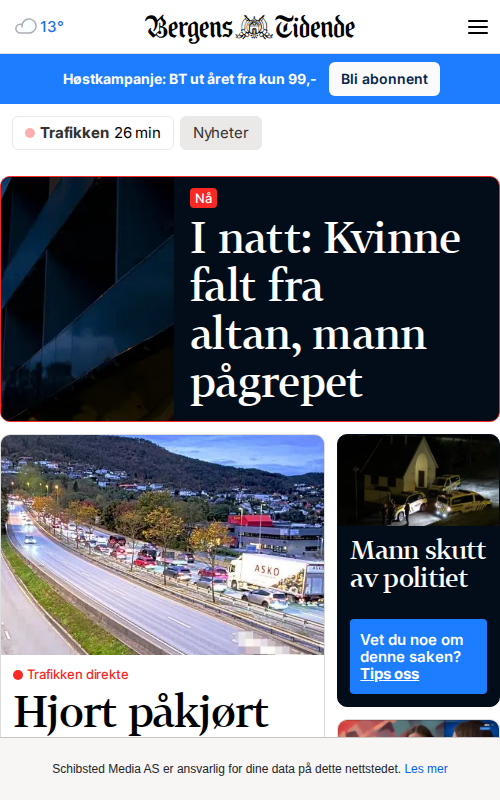 13°
Bergens Tidende
Høstkampanje: BT ut året fra kun 99,-
Bli abonnent
Trafikken 26 min
Nyheter
Nå
I natt: Kvinne
falt fra
altan, mann
pågrepet
ASKO
Trafikken direkte
Hjort påkjørt
Mann skutt
av politiet
Vet du noe om
denne saken?
Tips oss
Schibsted Media AS er ansvarlig for dine data på dette nettstedet. Les mer